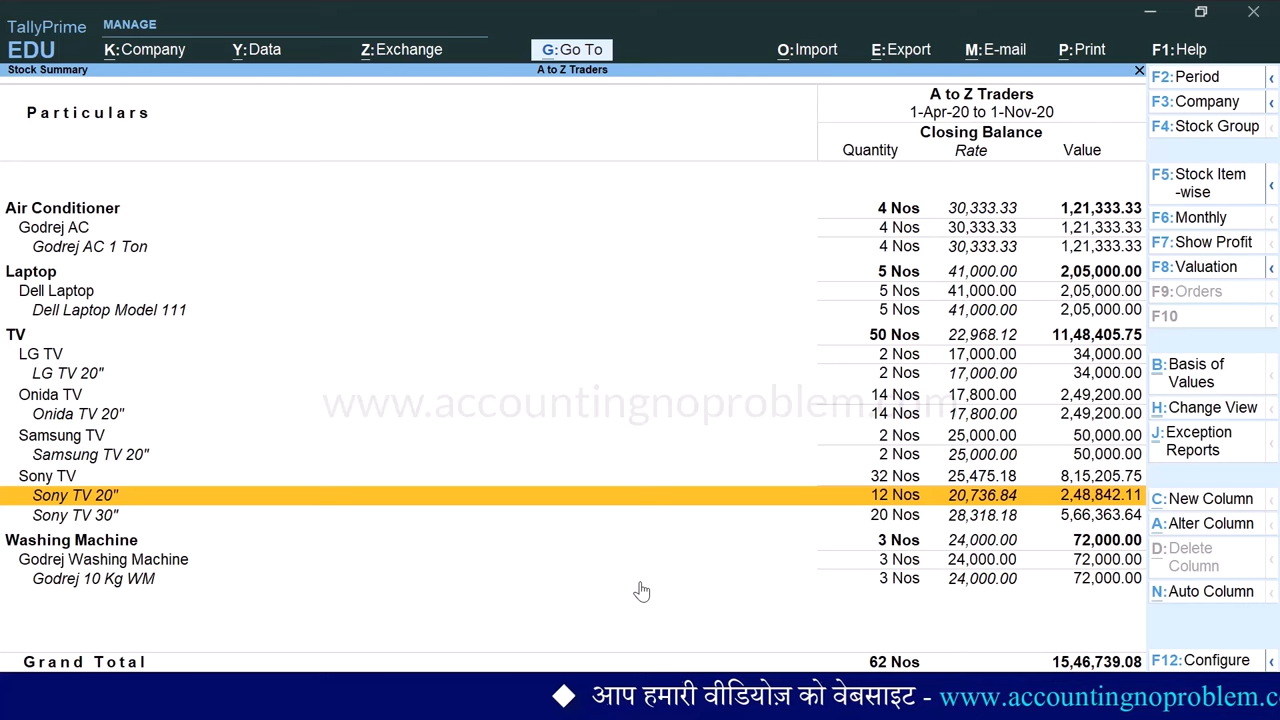 TallyPrime
EDU
MANAGE
K:Company Y:Data Z:Exchange G:Go To O:Import E:Export M:E-mail P:Print F1:Help
Stock Summary A to Z Traders
Particulars
A to Z Traders
1-Apr-20 to 1-Nov-20
Closing Balance
Quantity Rate Value
Air Conditioner 4 Nos 30,333.33 1,21,333.33
Godrej AC 4 Nos 30,333.33 1,21,333.33
Godrej AC 1 Ton 4 Nos 30,333.33 1,21,333.33
Laptop 5 Nos 41,000.00 2,05,000.00
Dell Laptop 5 Nos 41,000.00 2,05,000.00
Dell Laptop Model 111 5 Nos 41,000.00 2,05,000.00
TV 50 Nos 22,968.12 11,48,405.75
LG TV 2 Nos 17,000.00 34,000.00
LG TV 20" 2 Nos 17,000.00 34,000.00
Onida TV 14 Nos 17,800.00 2,49,200.00
Onida TV 20" 14 Nos 17,800.00 2,49,200.00
Samsung TV 2 Nos 25,000.00 50,000.00
Samsung TV 20" 2 Nos 25,000.00 50,000.00
Sony TV 32 Nos 25,475.18 8,15,205.75
Sony TV 20" 12 Nos 20,736.84 2,48,842.11
Sony TV 30" 20 Nos 28,318.18 5,66,363.64
Washing Machine 3 Nos 24,000.00 72,000.00
Godrej Washing Machine 3 Nos 24,000.00 72,000.00
Godrej 10 Kg WM 3 Nos 24,000.00 72,000.00
Grand Total 62 Nos 15,46,739.08
www.accountingnoproblem.com
F2:Period
F3:Company
F4:Stock Group
F5:Stock Item
-wise
F6:Monthly
F7:Show Profit
F8:Valuation
F9:Orders
F10
B:Basis of
Values
H:Change View
J:Exception
Reports
C:New Column
A:Alter Column
D:Delete
Column
N:Auto Column
F12:Configure
◆ आप हमारी वीडियोज़ को वेबसाइट - www.accountingnoproblem.c